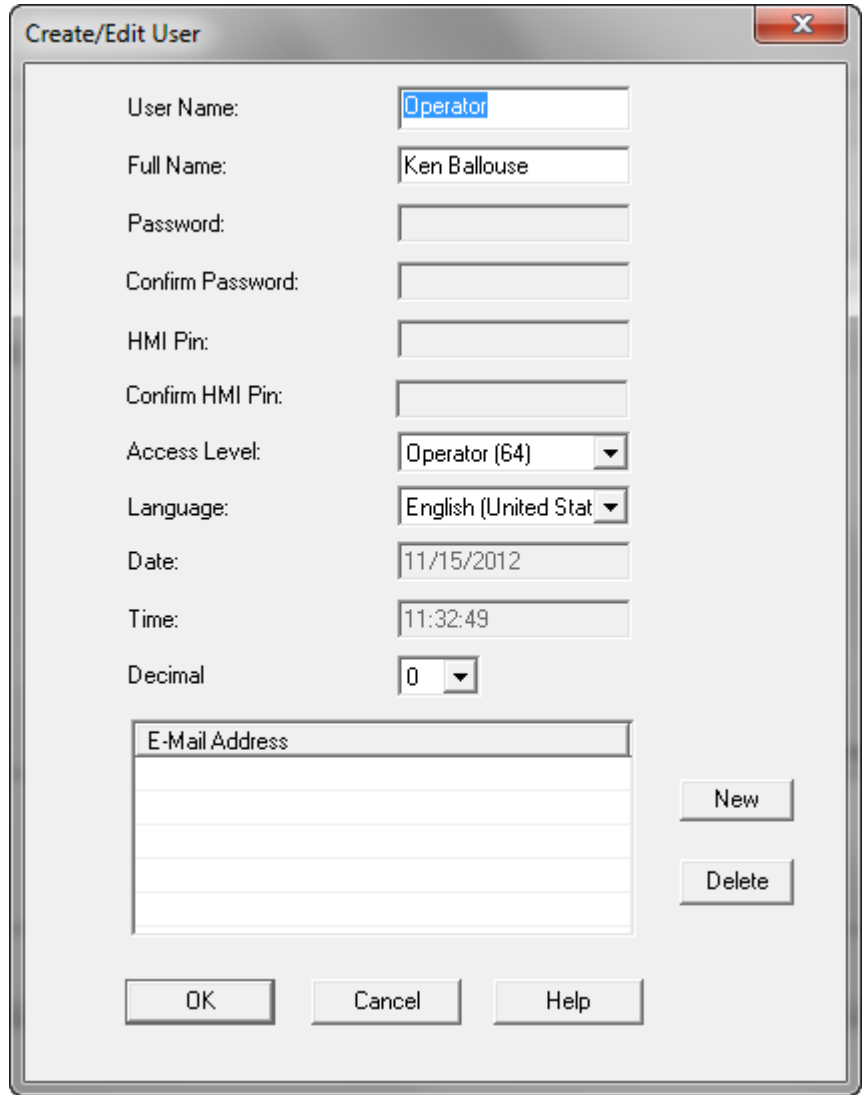 Create/Edit User
User Name: Operator
Full Name: Ken Ballouse
Password:
Confirm Password:
HMI Pin:
Confirm HMI Pin:
Access Level: Operator (64)
Language: English (United Stat
Date: 11/15/2012
Time: 11:32:49
Decimal 0
E-Mail Address
New
Delete
OK Cancel Help